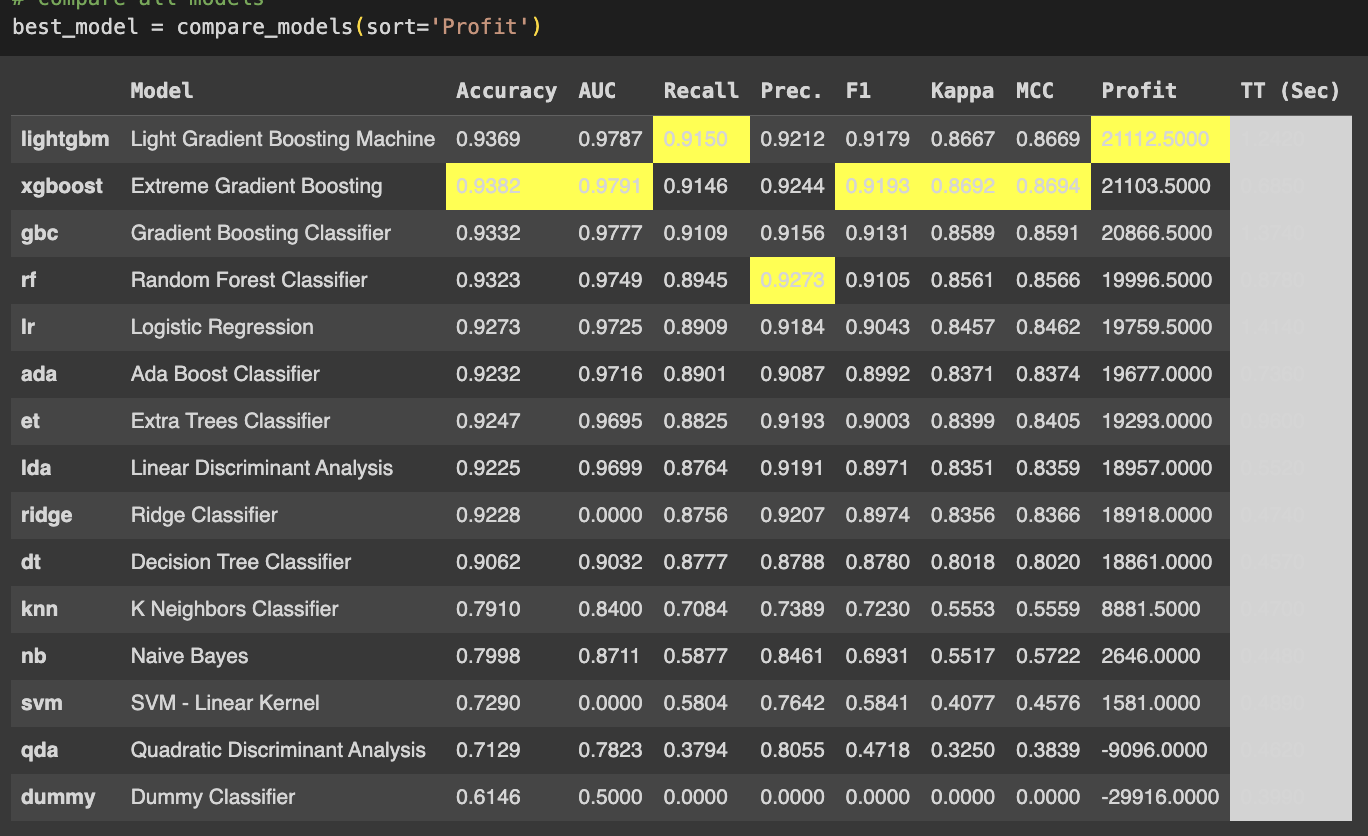 # compare all models
best_model = compare_models(sort='Profit')
Model Accuracy AUC Recall Prec. F1 Kappa MCC Profit TT (Sec)
lightgbm Light Gradient Boosting Machine 0.9369 0.9787 0.9150 0.9212 0.9179 0.8667 0.8669 21112.5000
xgboost Extreme Gradient Boosting 0.9382 0.9791 0.9146 0.9244 0.9193 0.8692 0.8694 21103.5000
gbc Gradient Boosting Classifier 0.9332 0.9777 0.9109 0.9156 0.9131 0.8589 0.8591 20866.5000
rf Random Forest Classifier 0.9323 0.9749 0.8945 0.9273 0.9105 0.8561 0.8566 19996.5000
lr Logistic Regression 0.9273 0.9725 0.8909 0.9184 0.9043 0.8457 0.8462 19759.5000
ada Ada Boost Classifier 0.9232 0.9716 0.8901 0.9087 0.8992 0.8371 0.8374 19677.0000
et Extra Trees Classifier 0.9247 0.9695 0.8825 0.9193 0.9003 0.8399 0.8405 19293.0000
lda Linear Discriminant Analysis 0.9225 0.9699 0.8764 0.9191 0.8971 0.8351 0.8359 18957.0000
ridge Ridge Classifier 0.9228 0.0000 0.8756 0.9207 0.8974 0.8356 0.8366 18918.0000
dt Decision Tree Classifier 0.9062 0.9032 0.8777 0.8788 0.8780 0.8018 0.8020 18861.0000
knn K Neighbors Classifier 0.7910 0.8400 0.7084 0.7389 0.7230 0.5553 0.5559 8881.5000
nb Naive Bayes 0.7998 0.8711 0.5877 0.8461 0.6931 0.5517 0.5722 2646.0000
svm SVM - Linear Kernel 0.7290 0.0000 0.5804 0.7642 0.5841 0.4077 0.4576 1581.0000
qda Quadratic Discriminant Analysis 0.7129 0.7823 0.3794 0.8055 0.4718 0.3250 0.3839 -9096.0000
dummy Dummy Classifier 0.6146 0.5000 0.0000 0.0000 0.0000 0.0000 0.0000 -29916.0000